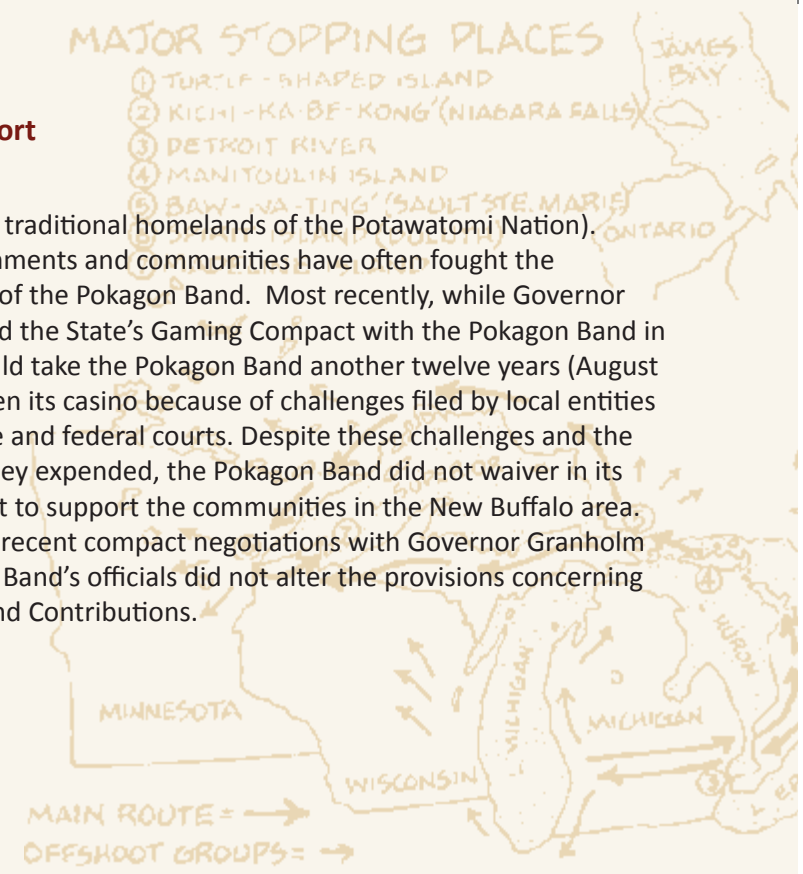 MAJOR STOPPING PLACES
① TURTLE-SHAPED ISLAND
② KICHI-KA-BE-KONG' (NIAGARA FALLS)
③ DETROIT RIVER
④ MANITOULIN ISLAND
⑤ BAW-WA-TING' (SAULT STE. MARIE)
JAMES
BAY
ONTARIO
ort
traditional homelands of the Potawatomi Nation).
nments and communities have often fought the
of the Pokagon Band.  Most recently, while Governor
d the State's Gaming Compact with the Pokagon Band in
ld take the Pokagon Band another twelve years (August
en its casino because of challenges filed by local entities
e and federal courts. Despite these challenges and the
ey expended, the Pokagon Band did not waiver in its
t to support the communities in the New Buffalo area.
recent compact negotiations with Governor Granholm
Band's officials did not alter the provisions concerning
nd Contributions.
④
HURON
MICHIGAN
MINNESOTA
MICHIGAN
WISCONSIN
③
MAIN ROUTE = →
OFFSHOOT GROUPS = →